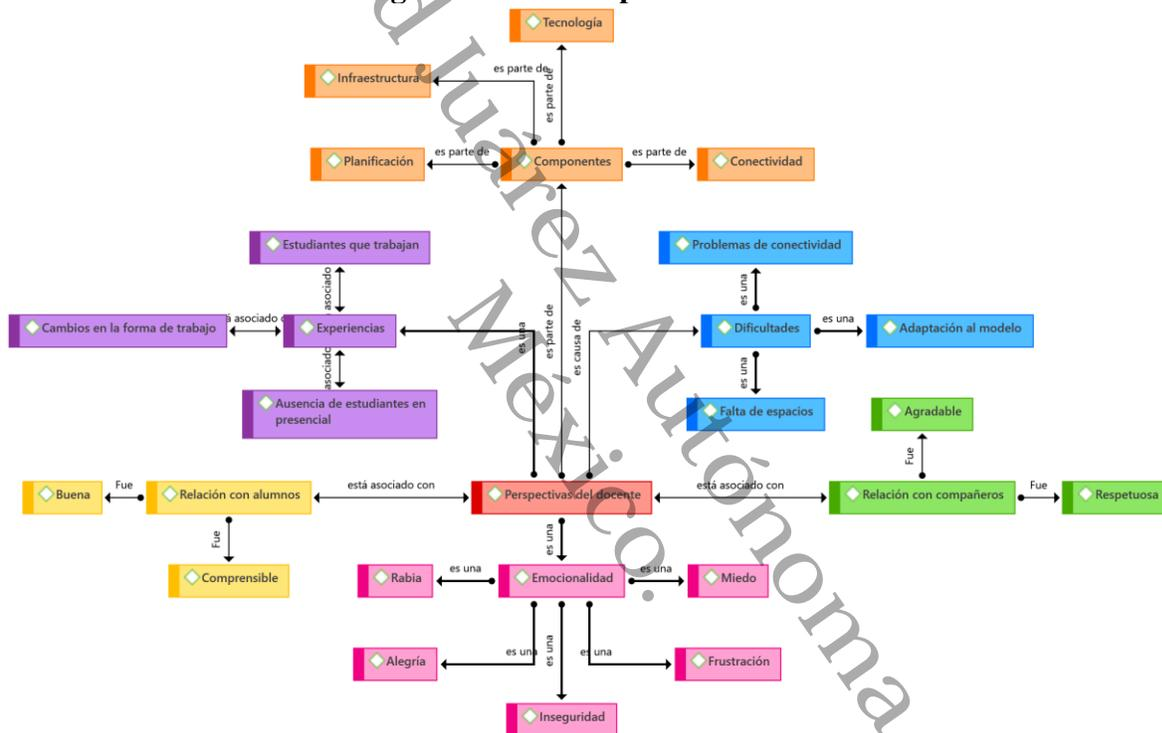 Tecnología
es parte de
Infraestructura
es parte de
Planificación
es parte de
Componentes
es parte de
Conectividad
Estudiantes que trabajan
Problemas de conectividad
asociado
es una
Cambios en la forma de trabajo
á asociado
Experiencias
es una
es parte de
es causa de
Dificultades
es una
Adaptación al modelo
asociado
es una
Ausencia de estudiantes en
presencial
Falta de espacios
Agradable
Fue
Buena
Fue
Relación con alumnos
está asociado con
Perspectivas del docente
está asociado con
Relación con compañeros
Fue
Respetuosa
Fue
es una
Comprensible
Rabia
es una
Emocionalidad
es una
Miedo
Alegría
es una
es una
es una
Frustración
Inseguridad
Juárez Autónoma
México.